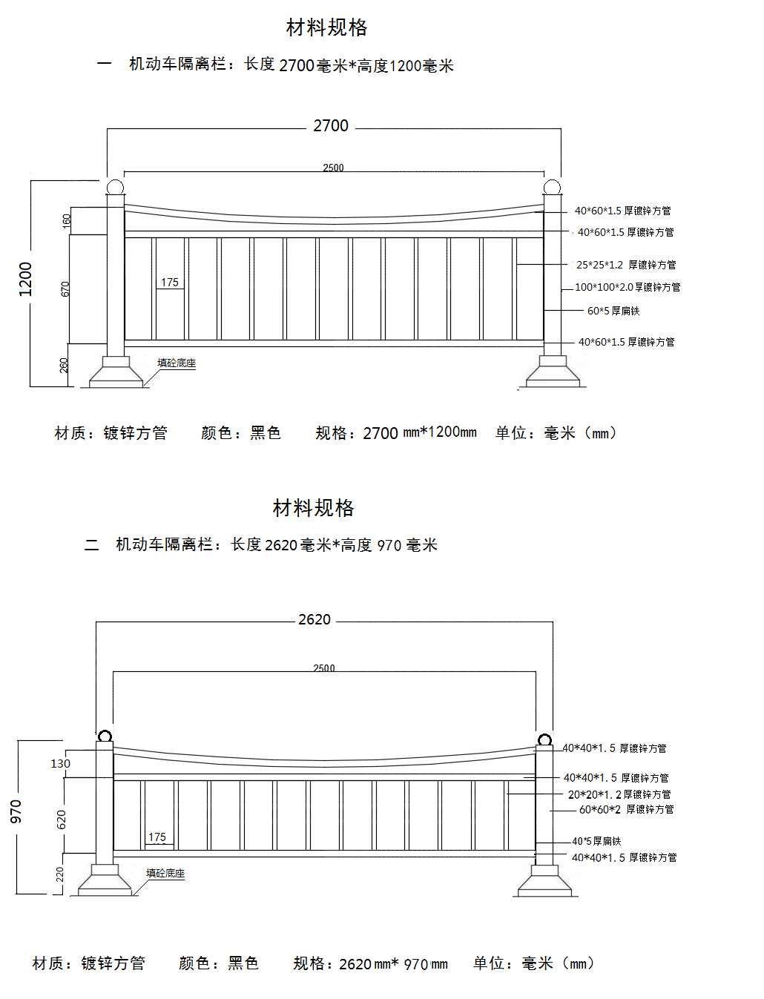 材料规格
一 机动车隔离栏：长度 2700毫米*高度1200毫米
2700
2500
40*60*1.5 厚镀锌方管
160
40*60*1.5 厚镀锌方管
25*25*1.2 厚镀锌方管
1200
670
175
100*100*2.0厚镀锌方管
60*5厚扁铁
40*60*1.5 厚镀锌方管
260
填砼底座
材质：镀锌方管 颜色：黑色 规格：2700 mm*1200mm 单位：毫米（mm）
材料规格
二 机动车隔离栏：长度 2620 毫米*高度 970 毫米
2620
2500
40*40*1.5 厚镀锌方管
130
40*40*1.5 厚镀锌方管
20*20*1.2厚镀锌方管
60*60*2 厚镀锌方管
970
620
175
40*5厚扁铁
40*40*1.5 厚镀锌方管
220
填砼底座
材质：镀锌方管 颜色：黑色 规格：2620 mm* 970 mm 单位：毫米（mm）